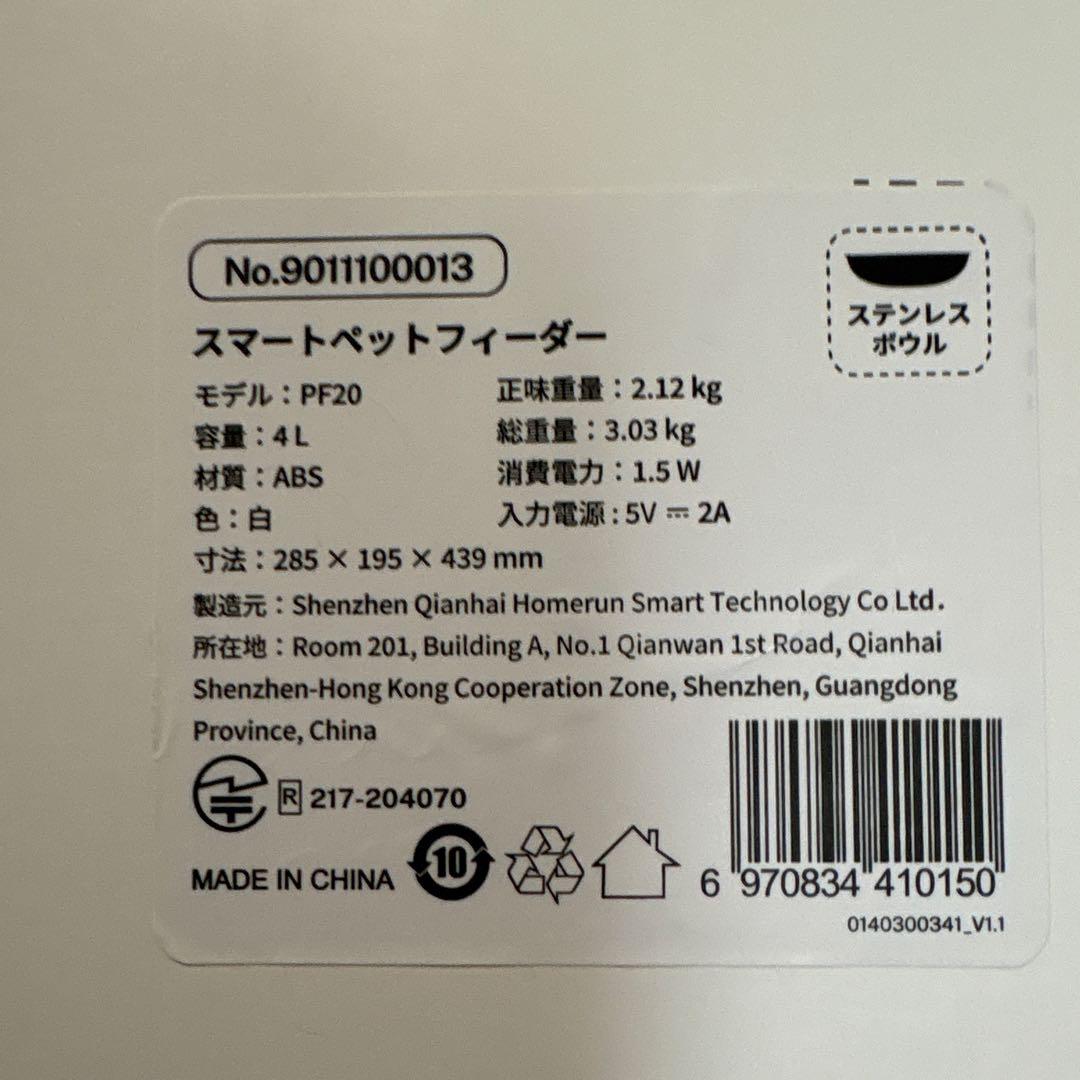 No.9011100013
ステンレス
ボウル
スマートペットフィーダー
モデル：PF20 正味重量：2.12 kg
容量：4 L 総重量：3.03 kg
材質：ABS 消費電力：1.5 W
色：白 入力電源：5V ⎓ 2A
寸法：285 × 195 × 439 mm
製造元：Shenzhen Qianhai Homerun Smart Technology Co Ltd.
所在地：Room 201, Building A, No.1 Qianwan 1st Road, Qianhai
Shenzhen-Hong Kong Cooperation Zone, Shenzhen, Guangdong
Province, China
R 217-204070
MADE IN CHINA 10
6 970834 410150
0140300341_V1.1